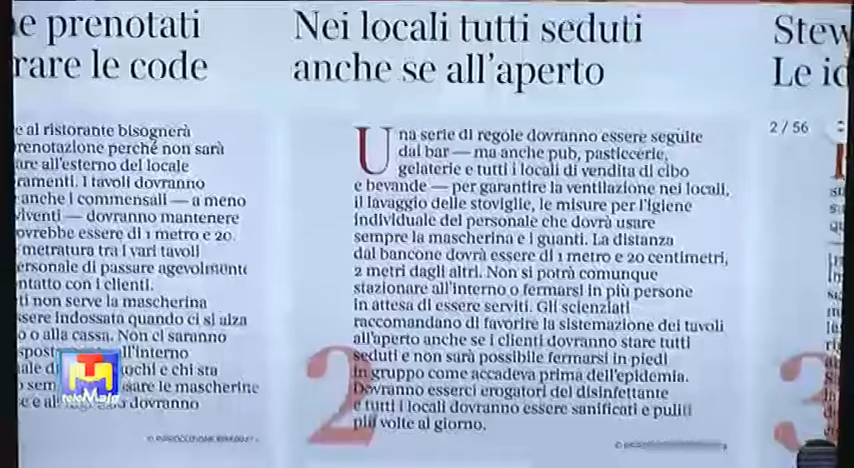 e prenotati
rare le code
e al ristorante bisognerà
renotazione perché non sarà
are all'esterno del locale
ramenti. I tavoli dovranno
anche i commensali — a meno
viventi — dovranno mantenere
ovrebbe essere di 1 metro e 20
metratura tra i vari tavoli
ersonale di passare agevolmente
ntatto con i clienti.
ti non serve la mascherina
ssere indossata quando ci si alza
o o alla cassa. Non ci saranno
spost ll'interno
ale d uochi e chi sta
sem sare le mascherine
e e al dovranno
Nei locali tutti seduti
anche se all'aperto
Una serie di regole dovranno essere seguite
dai bar — ma anche pub, pasticcerie,
gelaterie e tutti i locali di vendita di cibo
e bevande — per garantire la ventilazione nei locali,
il lavaggio delle stoviglie, le misure per l'igiene
individuale del personale che dovrà usare
sempre la mascherina e i guanti. La distanza
dal bancone dovrà essere di 1 metro e 20 centimetri,
2 metri dagli altri. Non si potrà comunque
stazionare all'interno o fermarsi in più persone
in attesa di essere serviti. Gli scienziati
raccomandano di favorire la sistemazione dei tavoli
all'aperto anche se i clienti dovranno stare tutti
seduti e non sarà possibile fermarsi in piedi
in gruppo come accadeva prima dell'epidemia.
Dovranno esserci erogatori del disinfettante
e tutti i locali dovranno essere sanificati e puliti
più volte al giorno.
2
Stew
Le id
2 / 56
3
TM
teleMajg